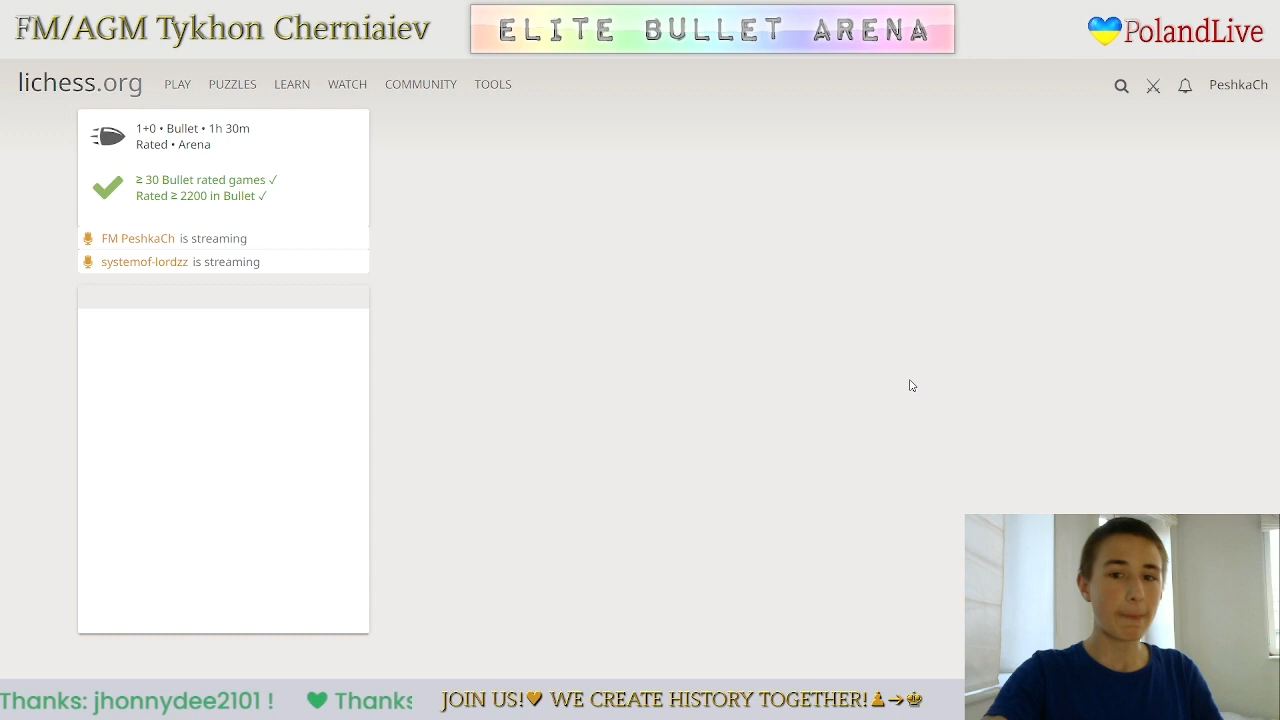 FM/AGM Tykhon Cherniaiev
ELITE BULLET ARENA
PolandLive
lichess.org PLAY PUZZLES LEARN WATCH COMMUNITY TOOLS PeshkaCh
1+0 • Bullet • 1h 30m
Rated • Arena
≥ 30 Bullet rated games ✓
Rated ≥ 2200 in Bullet ✓
FM PeshkaCh is streaming
systemof-lordzz is streaming
Thanks: jhonnydee2101 ! Thanks
JOIN US!🧡 WE CREATE HISTORY TOGETHER!♟→♚